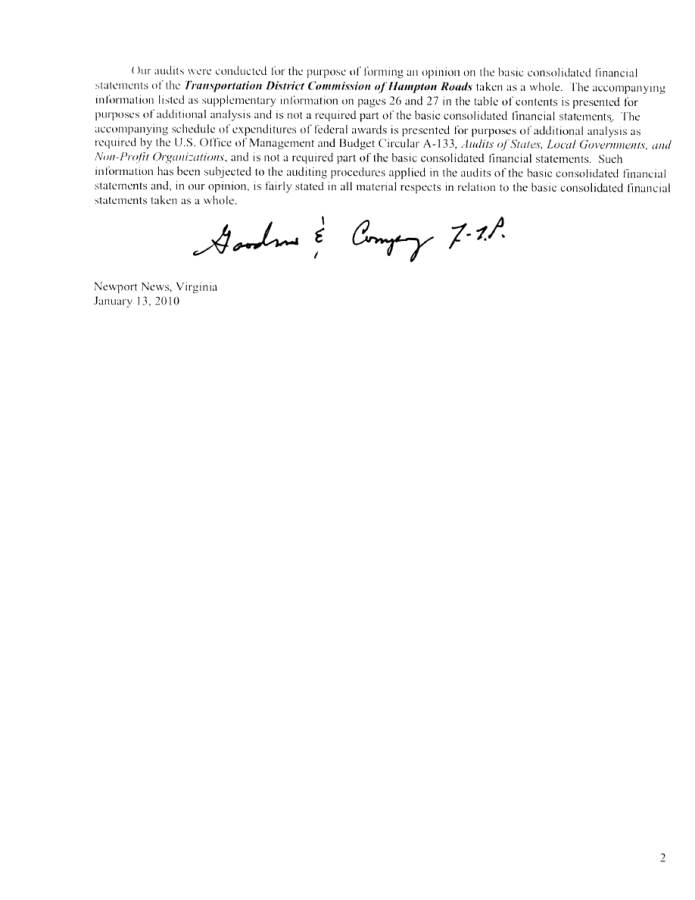 Our audits were conducted for the purpose of forming an opinion on the basic consolidated financial
statements of the Transportation District Commission of Hampton Roads taken as a whole. The accompanying
information listed as supplementary information on pages 26 and 27 in the table of contents is presented for
purposes of additional analysis and is not a required part of the basic consolidated financial statements. The
accompanying schedule of expenditures of federal awards is presented for purposes of additional analysis as
required by the U.S. Office of Management and Budget Circular A-133, Audits of States, Local Governments, and
Non-Profit Organizations, and is not a required part of the basic consolidated financial statements. Such
information has been subjected to the auditing procedures applied in the audits of the basic consolidated financial
statements and, in our opinion, is fairly stated in all material respects in relation to the basic consolidated financial
statements taken as a whole.
& Company
Newport News, Virginia
January 13, 2010
2